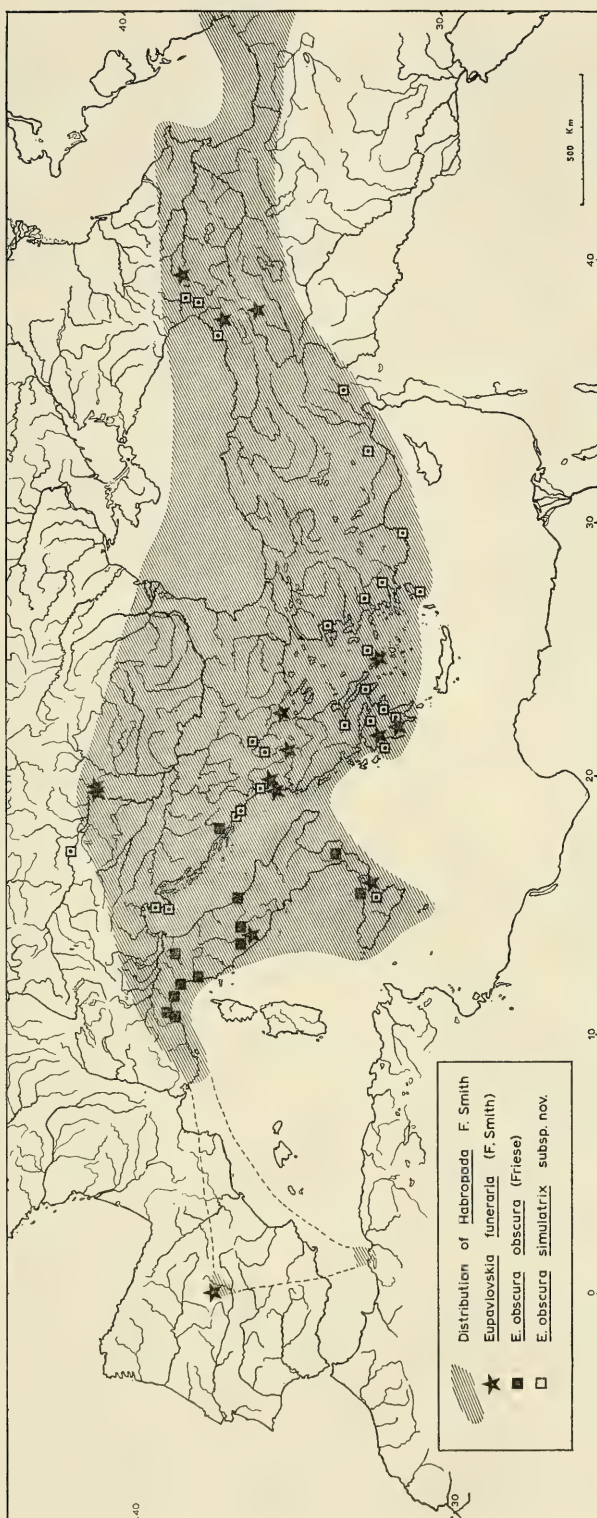 Distribution of Habropoda F. Smith
Eupavlovskia funeraria (F. Smith)
E. obscura obscura (Friese)
E. obscura simulatrix subsp. nov.
500 Km
40
30
40
30
0
10
20
30
40